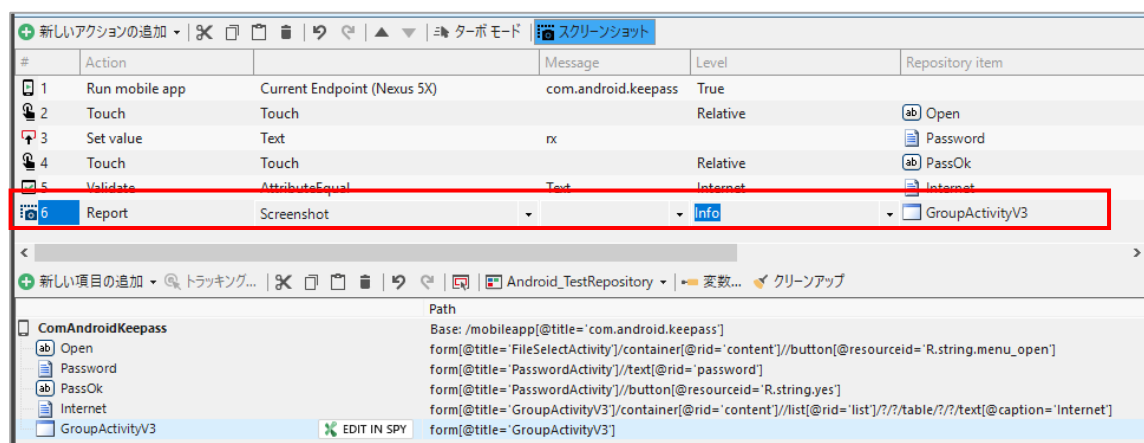 新しいアクションの追加 ターボ モード スクリーンショット
# Action Message Level Repository item
1 Run mobile app Current Endpoint (Nexus 5X) com.android.keepass True
2 Touch Touch Relative Open
3 Set value Text rx Password
4 Touch Touch Relative PassOk
5 Validate AttributeEqual Text Internet Internet
6 Report Screenshot Info GroupActivityV3
新しい項目の追加 トラッキング... Android_TestRepository 変数... クリーンアップ
Path
ComAndroidKeepass Base: /mobileapp[@title='com.android.keepass']
Open form[@title='FileSelectActivity']/container[@rid='content']//button[@resourceid='R.string.menu_open']
Password form[@title='PasswordActivity']//text[@rid='password']
PassOk form[@title='PasswordActivity']//button[@resourceid='R.string.yes']
Internet form[@title='GroupActivityV3']/container[@rid='content']//list[@rid='list']/?/?/table/?/?/text[@caption='Internet']
GroupActivityV3 EDIT IN SPY form[@title='GroupActivityV3']